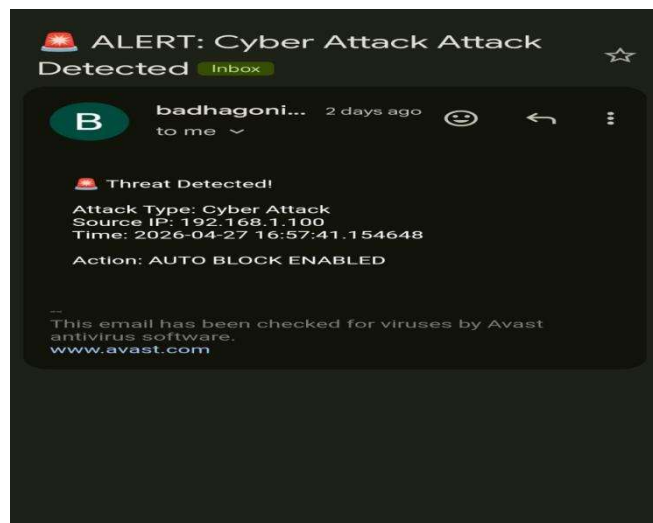 🚨 ALERT: Cyber Attack Attack
Detected Inbox
B
badhagoni... 2 days ago
to me
🚨 Threat Detected!
Attack Type: Cyber Attack
Source IP: 192.168.1.100
Time: 2026-04-27 16:57:41.154648
Action: AUTO BLOCK ENABLED
--
This email has been checked for viruses by Avast
antivirus software.
www.avast.com